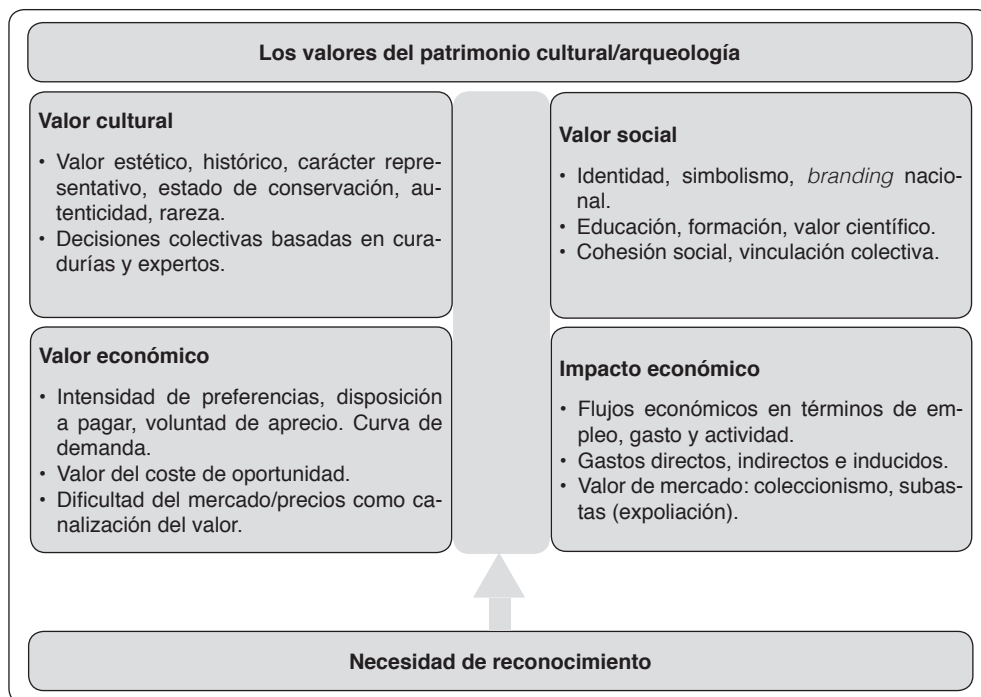 Los valores del patrimonio cultural/arqueología
Valor cultural
• Valor estético, histórico, carácter repre-
sentativo, estado de conservación, au-
tenticidad, rareza.
• Decisiones colectivas basadas en cura-
durías y expertos.
Valor social
• Identidad, simbolismo, branding nacio-
nal.
• Educación, formación, valor científico.
• Cohesión social, vinculación colectiva.
Valor económico
• Intensidad de preferencias, disposición
a pagar, voluntad de aprecio. Curva de
demanda.
• Valor del coste de oportunidad.
• Dificultad del mercado/precios como ca-
nalización del valor.
Impacto económico
• Flujos económicos en términos de em-
pleo, gasto y actividad.
• Gastos directos, indirectos e inducidos.
• Valor de mercado: coleccionismo, subas-
tas (expoliación).
Necesidad de reconocimiento